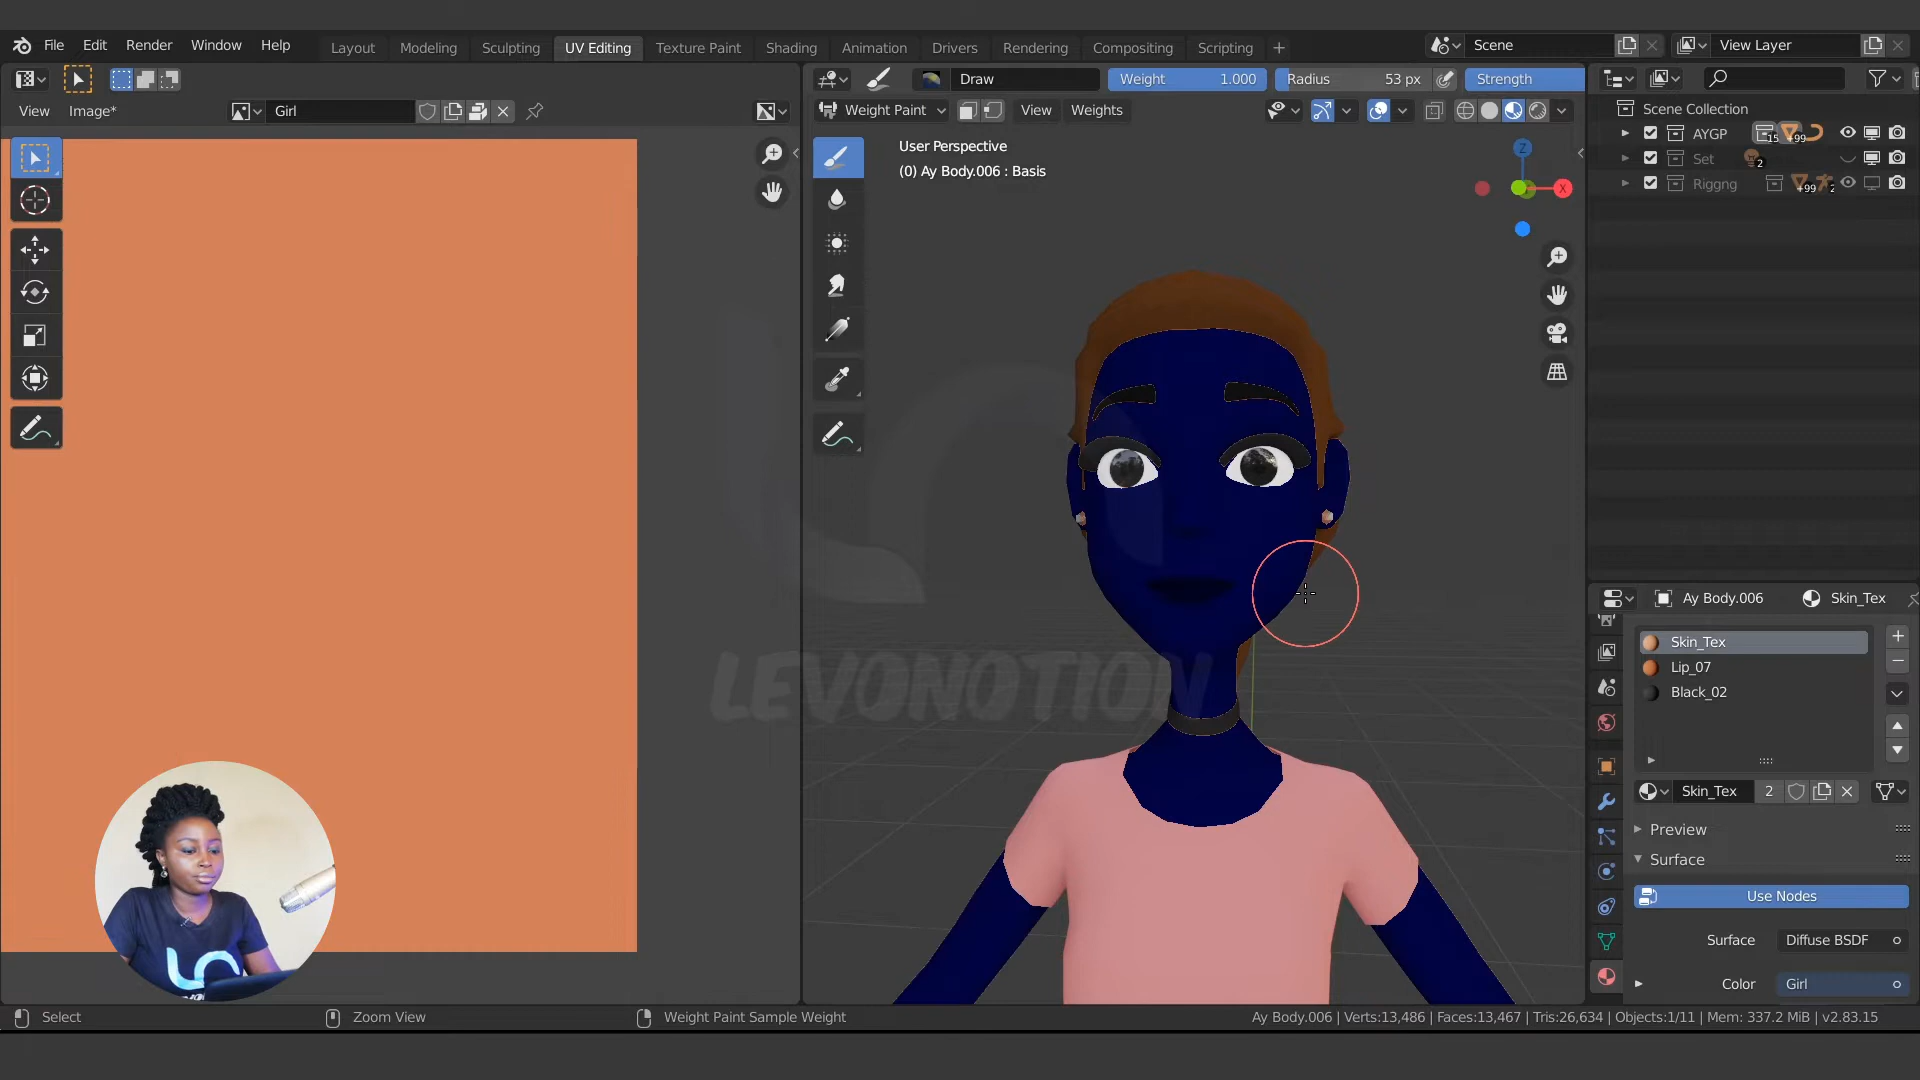 File Edit Render Window Help Layout Modeling Sculpting UV Editing Texture Paint Shading Animation Drivers Rendering Compositing Scripting + Scene View Layer
Draw Weight 1.000 Radius 53 px Strength
View Image* Girl Weight Paint View Weights
Scene Collection
AYGP 15 +99
Set 2
Riggng +99 2
User Perspective
(0) Ay Body.006 : Basis
Z
X
LEVONOTION
Ay Body.006 Skin_Tex
Skin_Tex
Lip_07
Black_02
Skin_Tex 2
Preview
Surface
Use Nodes
Surface Diffuse BSDF
Color Girl
Select Zoom View Weight Paint Sample Weight Ay Body.006 | Verts:13,486 | Faces:13,467 | Tris:26,634 | Objects:1/11 | Mem: 337.2 MiB | v2.83.15